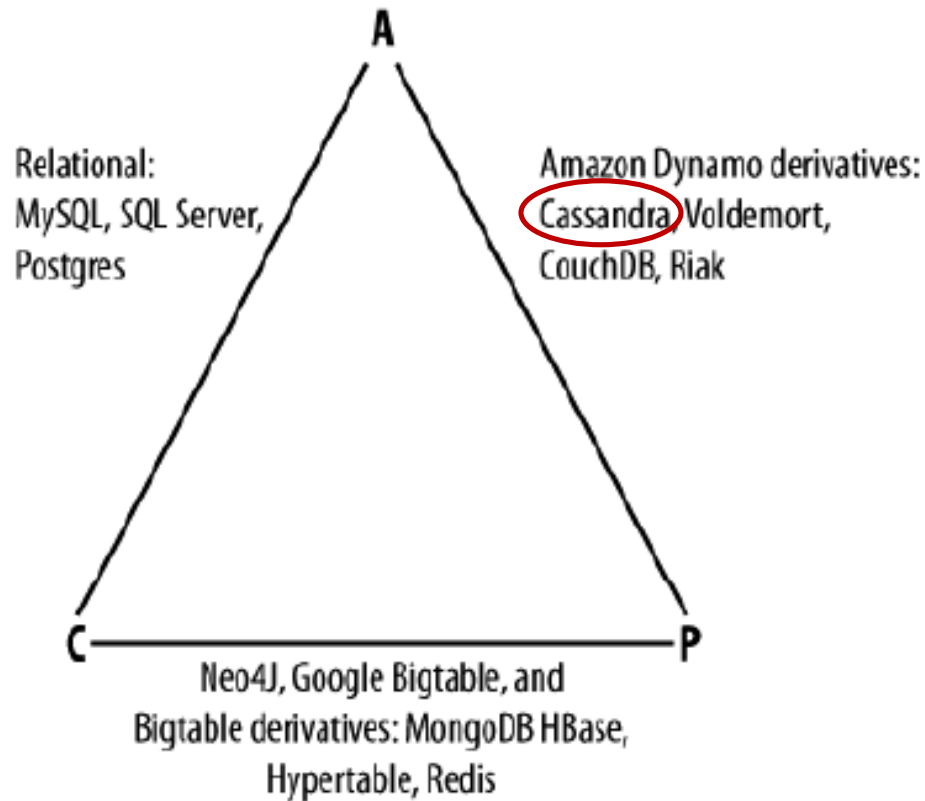 A
Relational:
MySQL, SQL Server,
Postgres
Amazon Dynamo derivatives:
Cassandra, Voldemort,
CouchDB, Riak
C
P
Neo4J, Google Bigtable, and
Bigtable derivatives: MongoDB HBase,
Hypertable, Redis